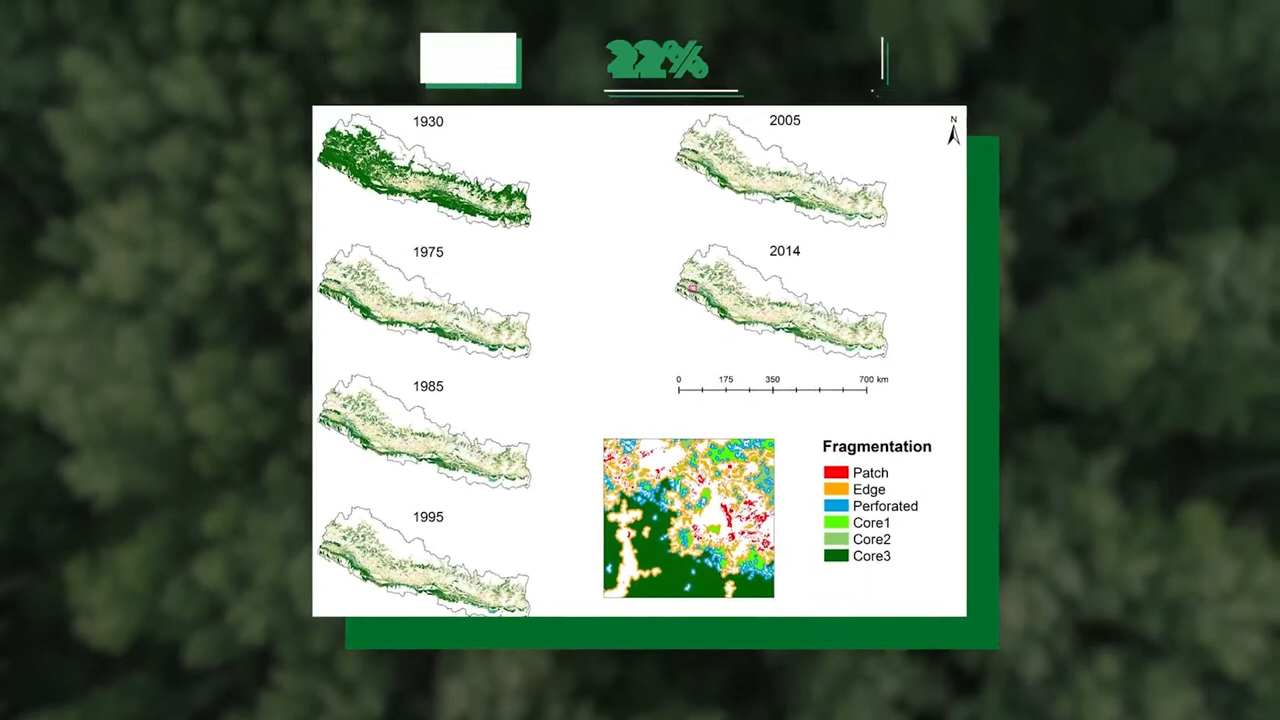 22%
1930
2005
N
1975
2014
0 175 350 700 km
1985
Fragmentation
Patch
Edge
Perforated
Core1
Core2
Core3
1995